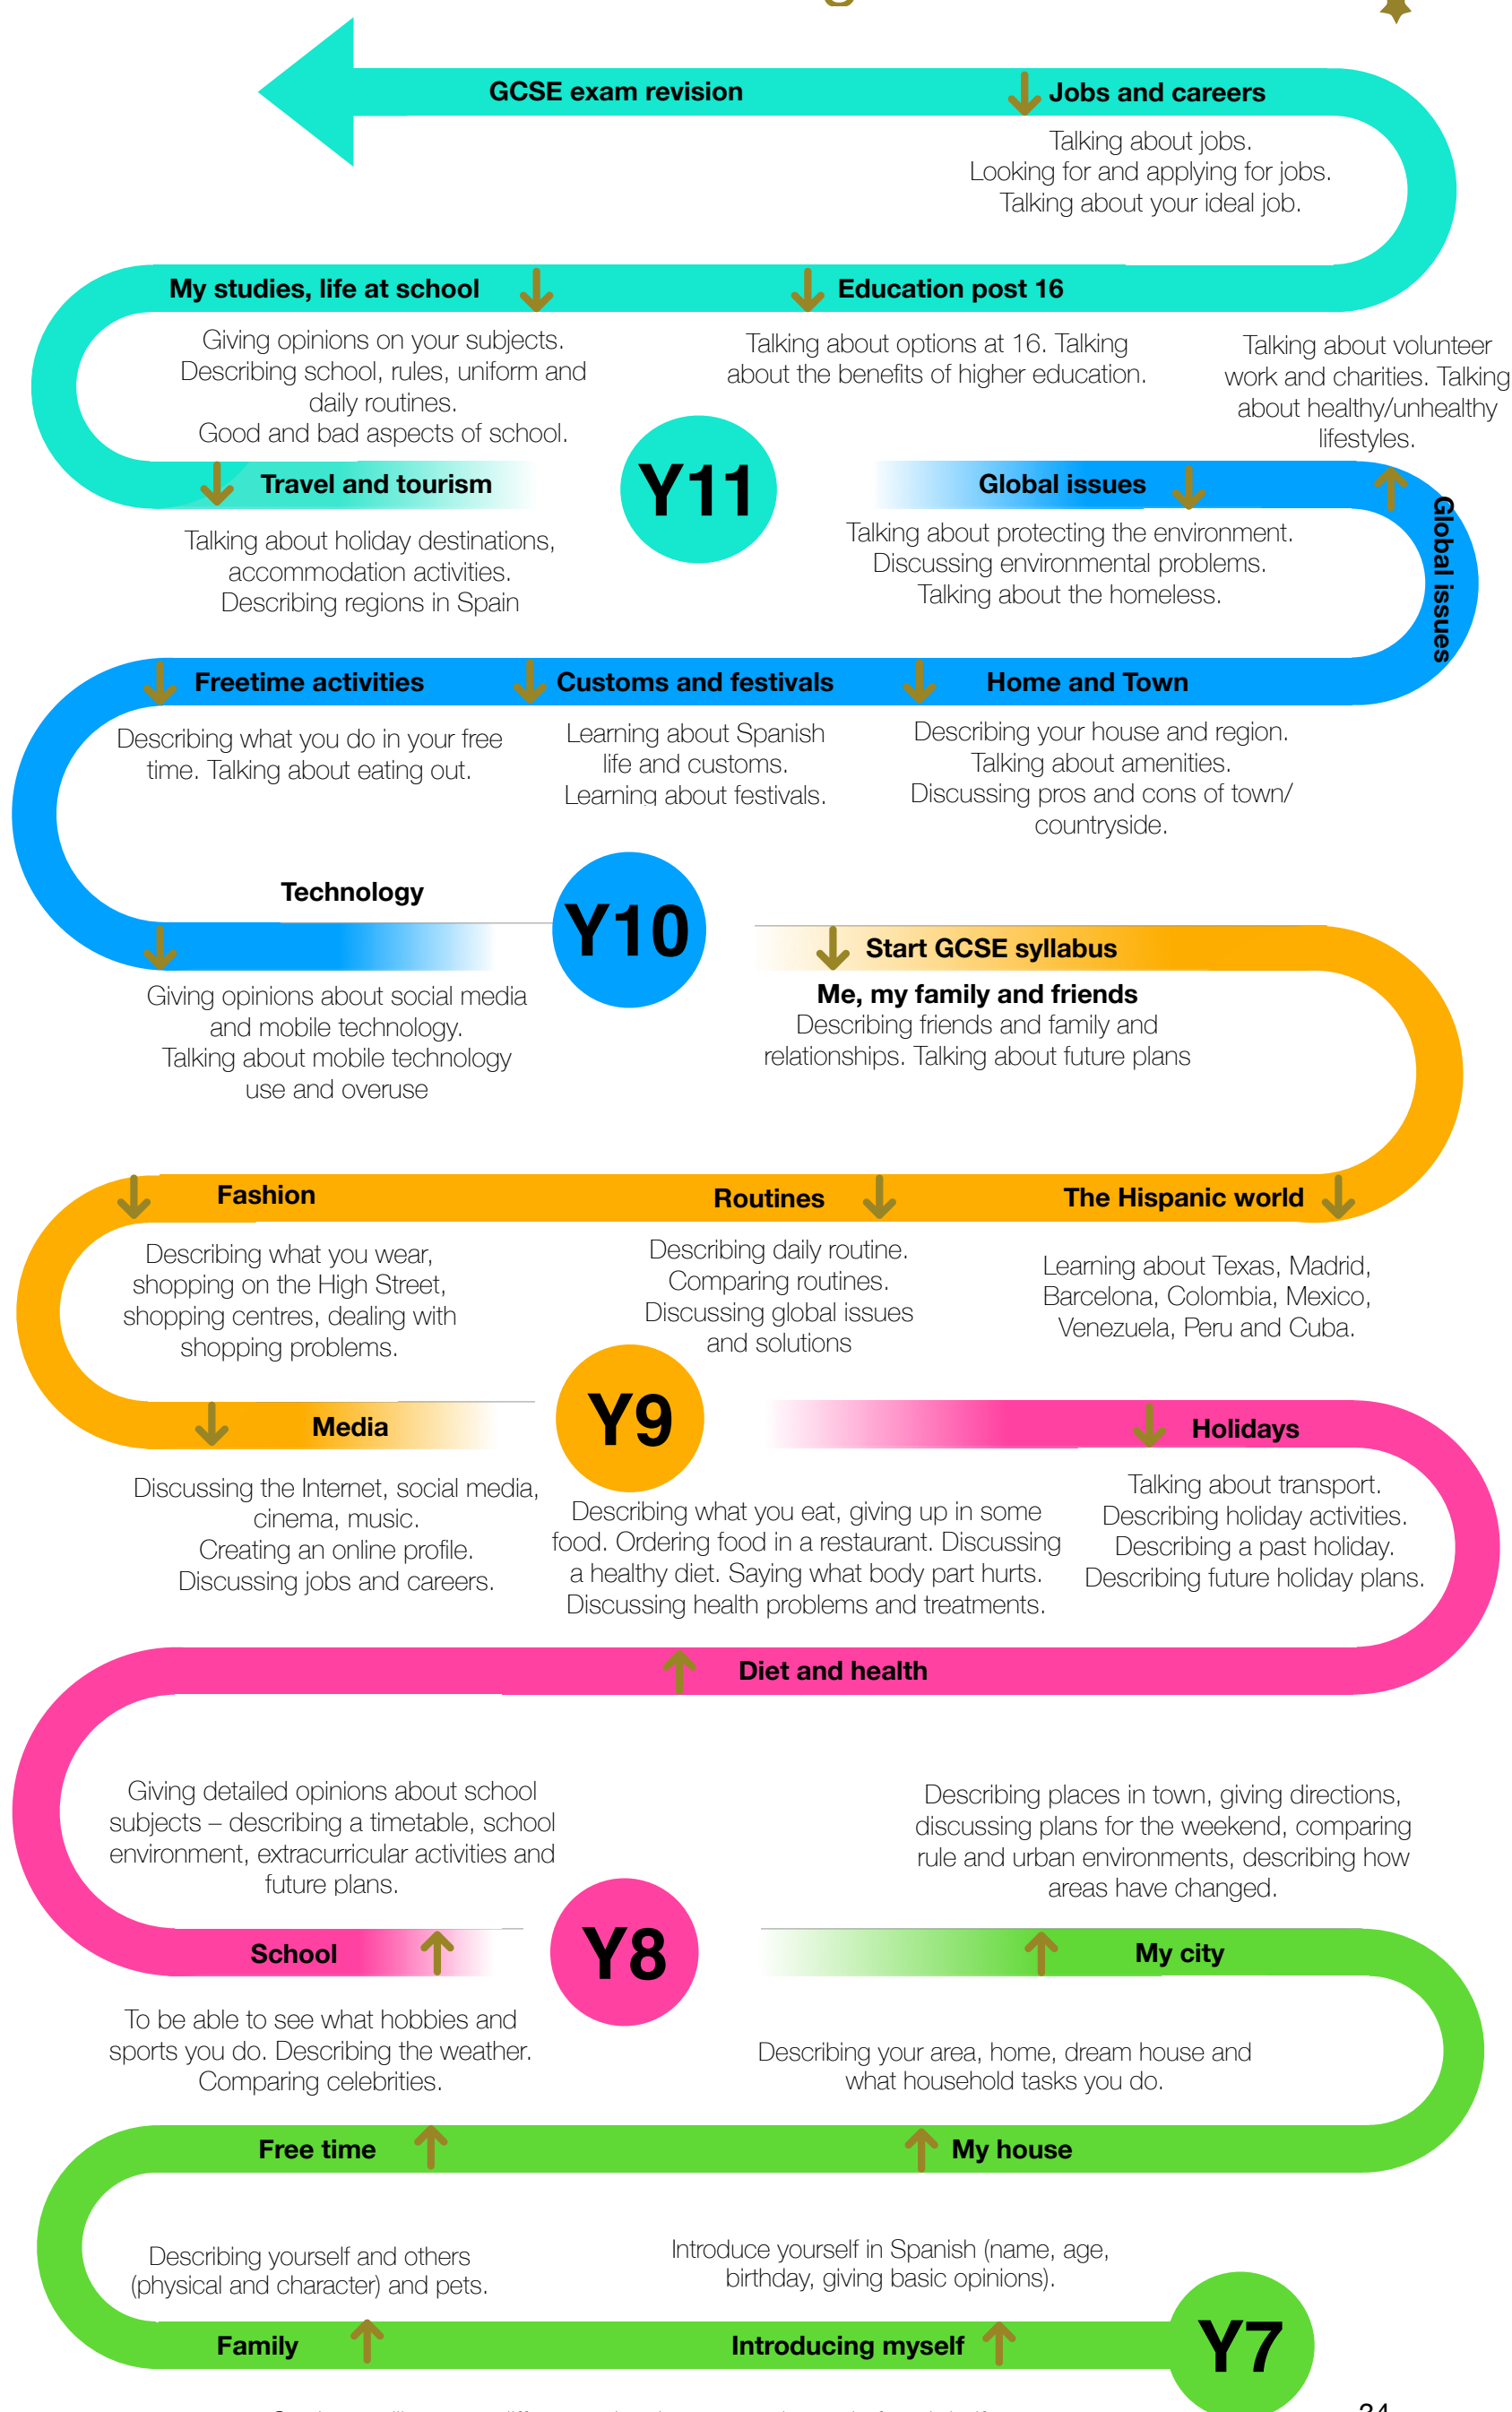 GCSE exam revision
Jobs and careers
Talking about jobs.
Looking for and applying for jobs.
Talking about your ideal job.
My studies, life at school
Education post 16
Giving opinions on your subjects.
Describing school, rules, uniform and
daily routines.
Good and bad aspects of school.
Talking about options at 16. Talking
about the benefits of higher education.
Talking about volunteer
work and charities. Talking
about healthy/unhealthy
lifestyles.
Travel and tourism
Y11
Global issues
Global issues
Talking about holiday destinations,
accommodation activities.
Describing regions in Spain
Talking about protecting the environment.
Discussing environmental problems.
Talking about the homeless.
Freetime activities
Customs and festivals
Home and Town
Describing what you do in your free
time. Talking about eating out.
Learning about Spanish
life and customs.
Learning about festivals.
Describing your house and region.
Talking about amenities.
Discussing pros and cons of town/
countryside.
Technology
Y10
Start GCSE syllabus
Giving opinions about social media
and mobile technology.
Talking about mobile technology
use and overuse
Me, my family and friends
Describing friends and family and
relationships. Talking about future plans
Fashion
Routines
The Hispanic world
Describing what you wear,
shopping on the High Street,
shopping centres, dealing with
shopping problems.
Describing daily routine.
Comparing routines.
Discussing global issues
and solutions
Learning about Texas, Madrid,
Barcelona, Colombia, Mexico,
Venezuela, Peru and Cuba.
Media
Y9
Holidays
Discussing the Internet, social media,
cinema, music.
Creating an online profile.
Discussing jobs and careers.
Describing what you eat, giving up in some
food. Ordering food in a restaurant. Discussing
a healthy diet. Saying what body part hurts.
Discussing health problems and treatments.
Talking about transport.
Describing holiday activities.
Describing a past holiday.
Describing future holiday plans.
Diet and health
Giving detailed opinions about school
subjects – describing a timetable, school
environment, extracurricular activities and
future plans.
Describing places in town, giving directions,
discussing plans for the weekend, comparing
rule and urban environments, describing how
areas have changed.
School
Y8
My city
To be able to see what hobbies and
sports you do. Describing the weather.
Comparing celebrities.
Describing your area, home, dream house and
what household tasks you do.
Free time
My house
Describing yourself and others
(physical and character) and pets.
Introduce yourself in Spanish (name, age,
birthday, giving basic opinions).
Family
Introducing myself
Y7